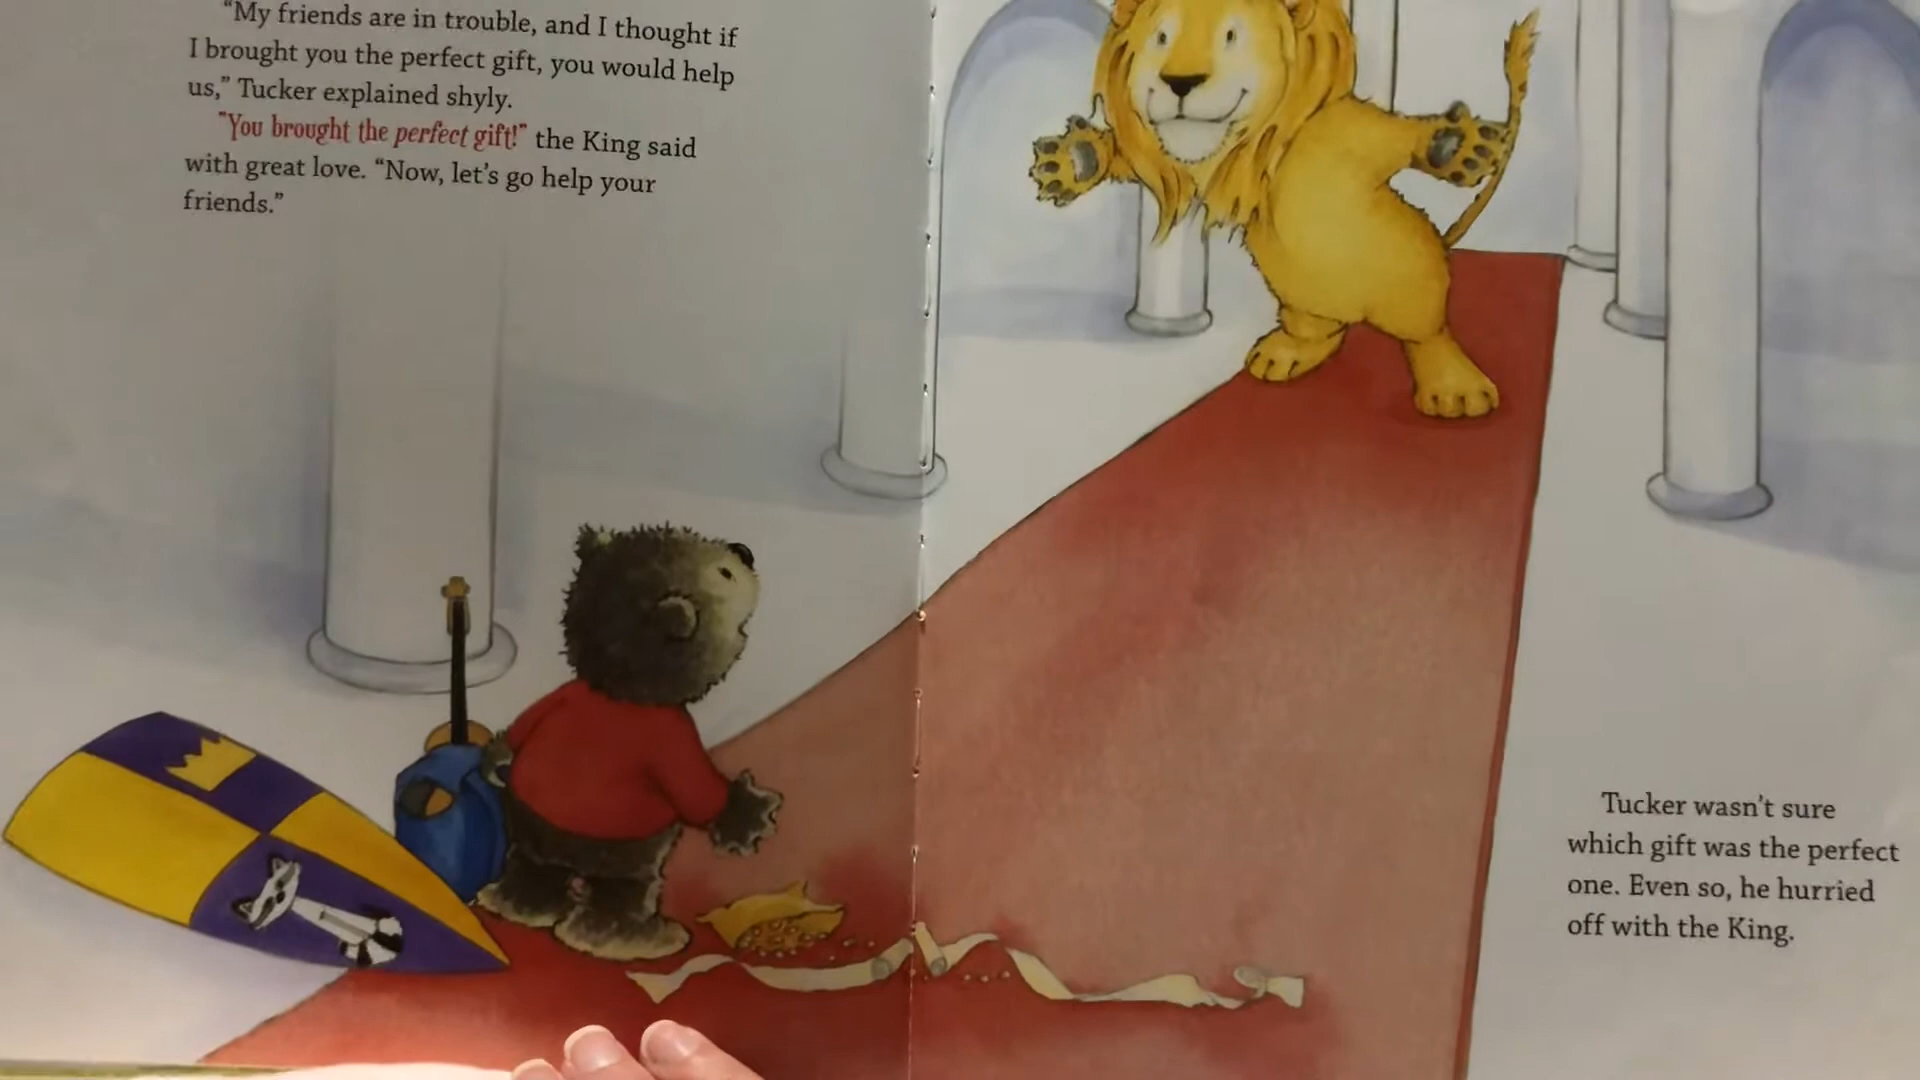 “My friends are in trouble, and I thought if
I brought you the perfect gift, you would help
us,” Tucker explained shyly.
"You brought the perfect gift!" the King said
with great love. “Now, let’s go help your
friends.”
Tucker wasn’t sure
which gift was the perfect
one. Even so, he hurried
off with the King.